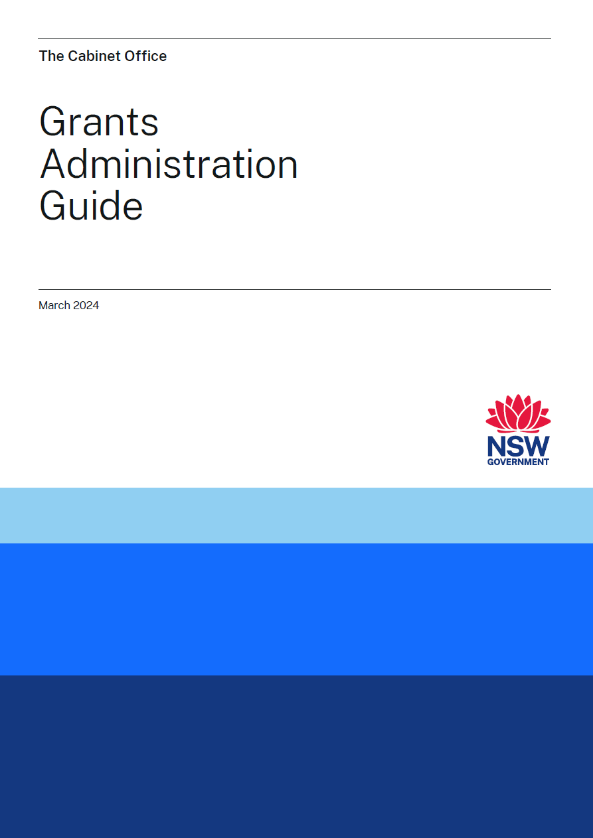 The Cabinet Office
Grants
Administration
Guide
March 2024
NSW
GOVERNMENT